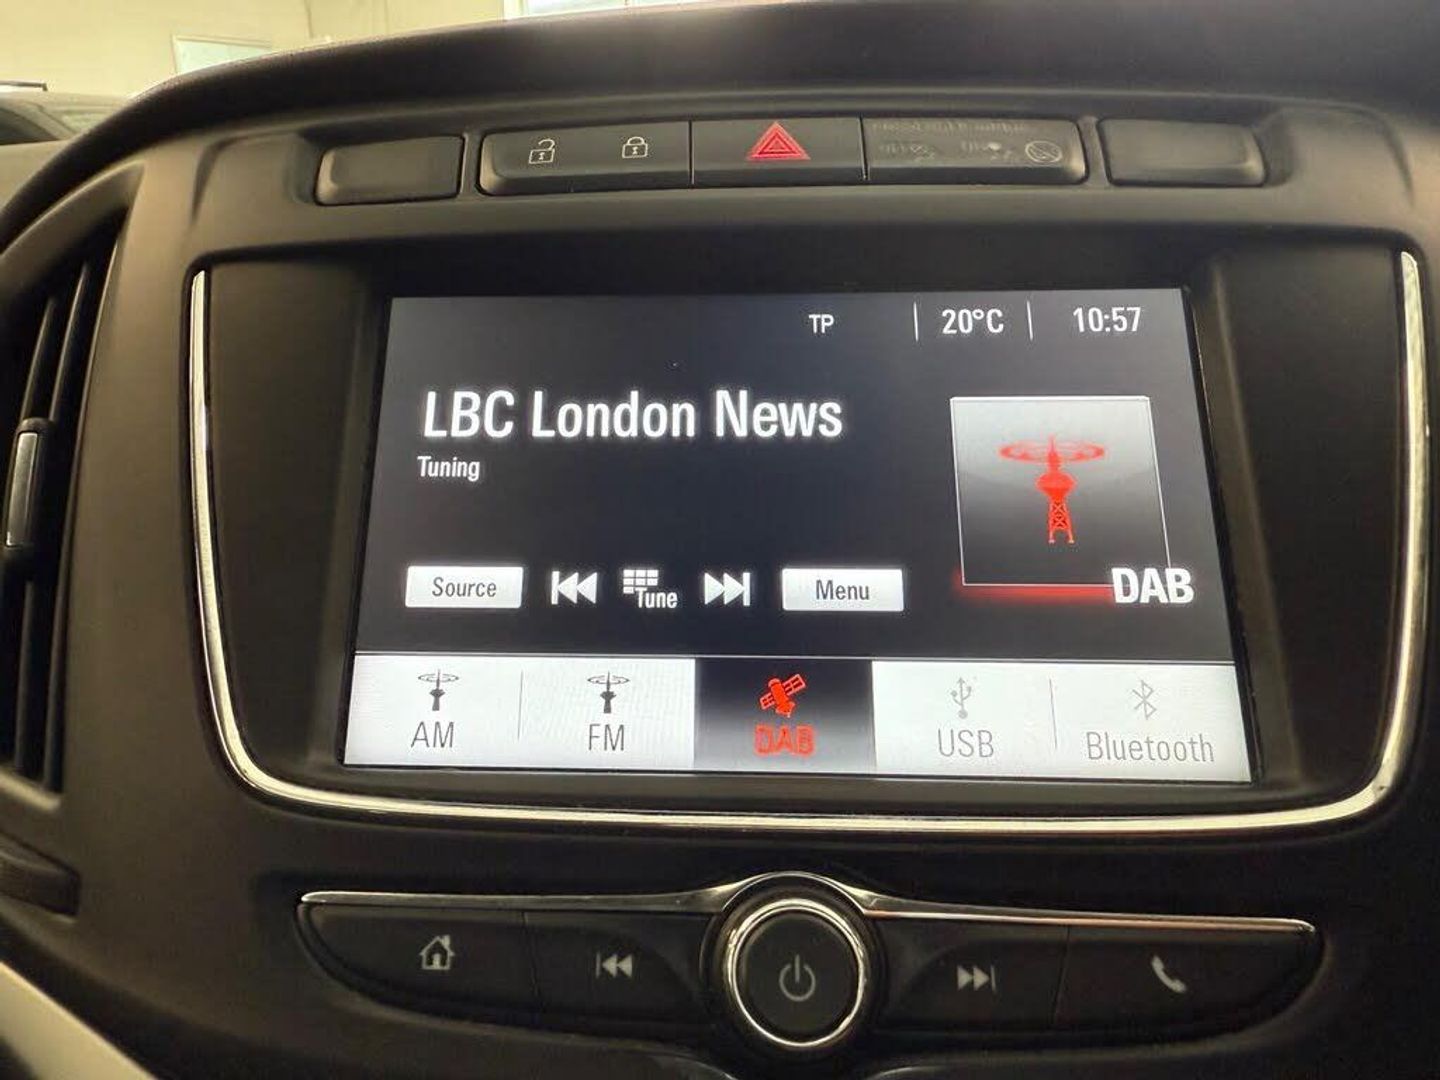 TP
20°C
10:57
LBC London News
Tuning
Source
Tune
Menu
DAB
AM
FM
DAB
USB
Bluetooth